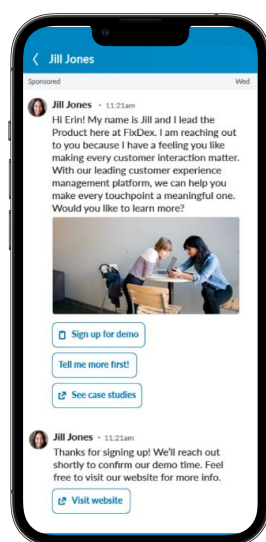 Jill Jones
Sponsored Wed
Jill Jones • 11:21am
Hi Erin! My name is Jill and I lead the
Product here at FixDex. I am reaching out
to you because I have a feeling you like
making every customer interaction matter.
With our leading customer experience
management platform, we can help you
make every touchpoint a meaningful one.
Would you like to learn more?
Sign up for demo
Tell me more first!
See case studies
Jill Jones • 11:21am
Thanks for signing up! We'll reach out
shortly to confirm our demo time. Feel
free to visit our website for more info.
Visit website